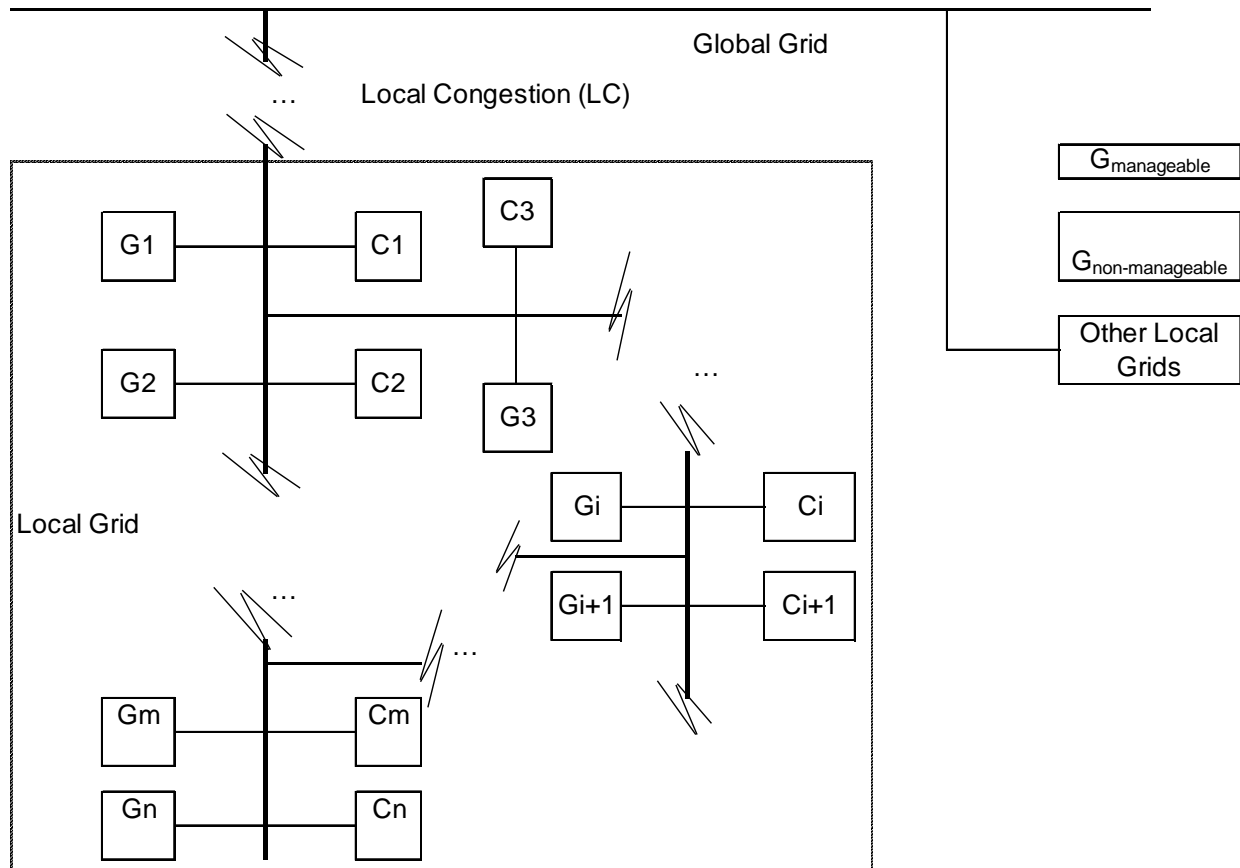 Global Grid
…
Local Congestion (LC)
Gmanageable
C3
G1
C1
Gnon-manageable
Other Local
Grids
G2
C2
…
G3
Gi
Ci
Local Grid
…
Gi+1
Ci+1
…
Gm
Cm
Gn
Cn